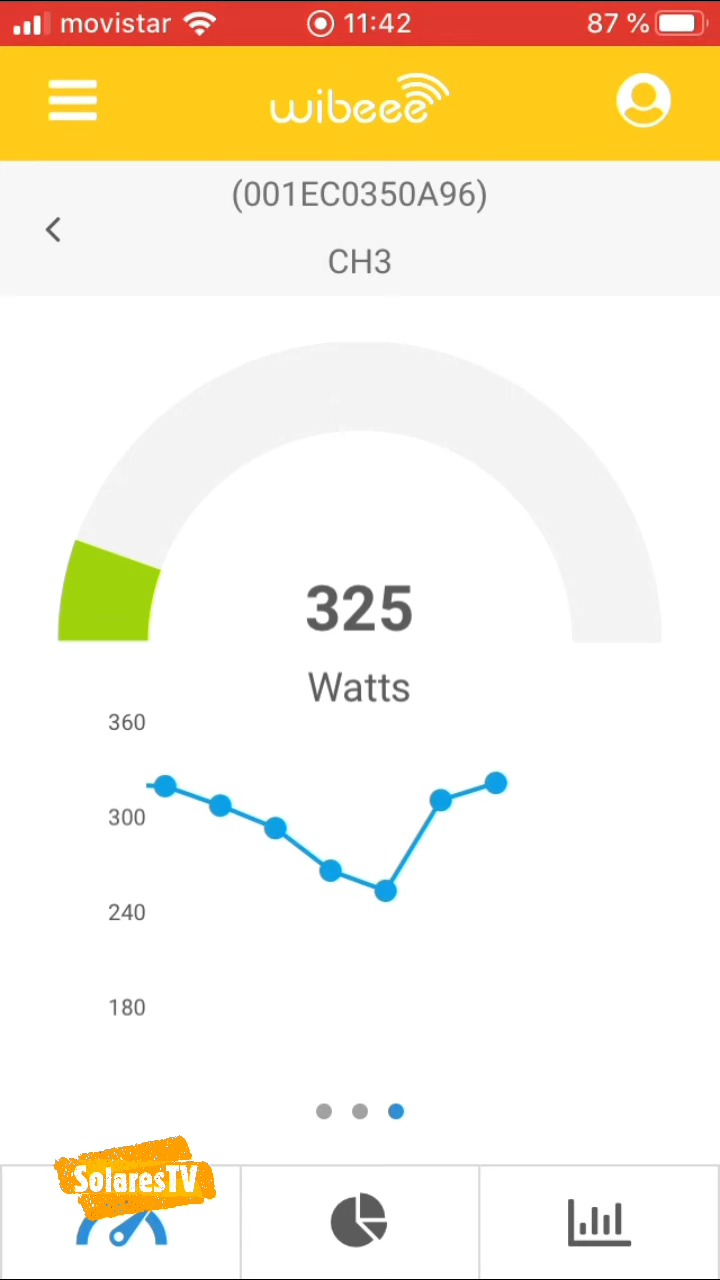 movistar 11:42 87 %
wibeee
(001EC0350A96)
CH3
325
Watts
360
300
240
180
SolaresTV